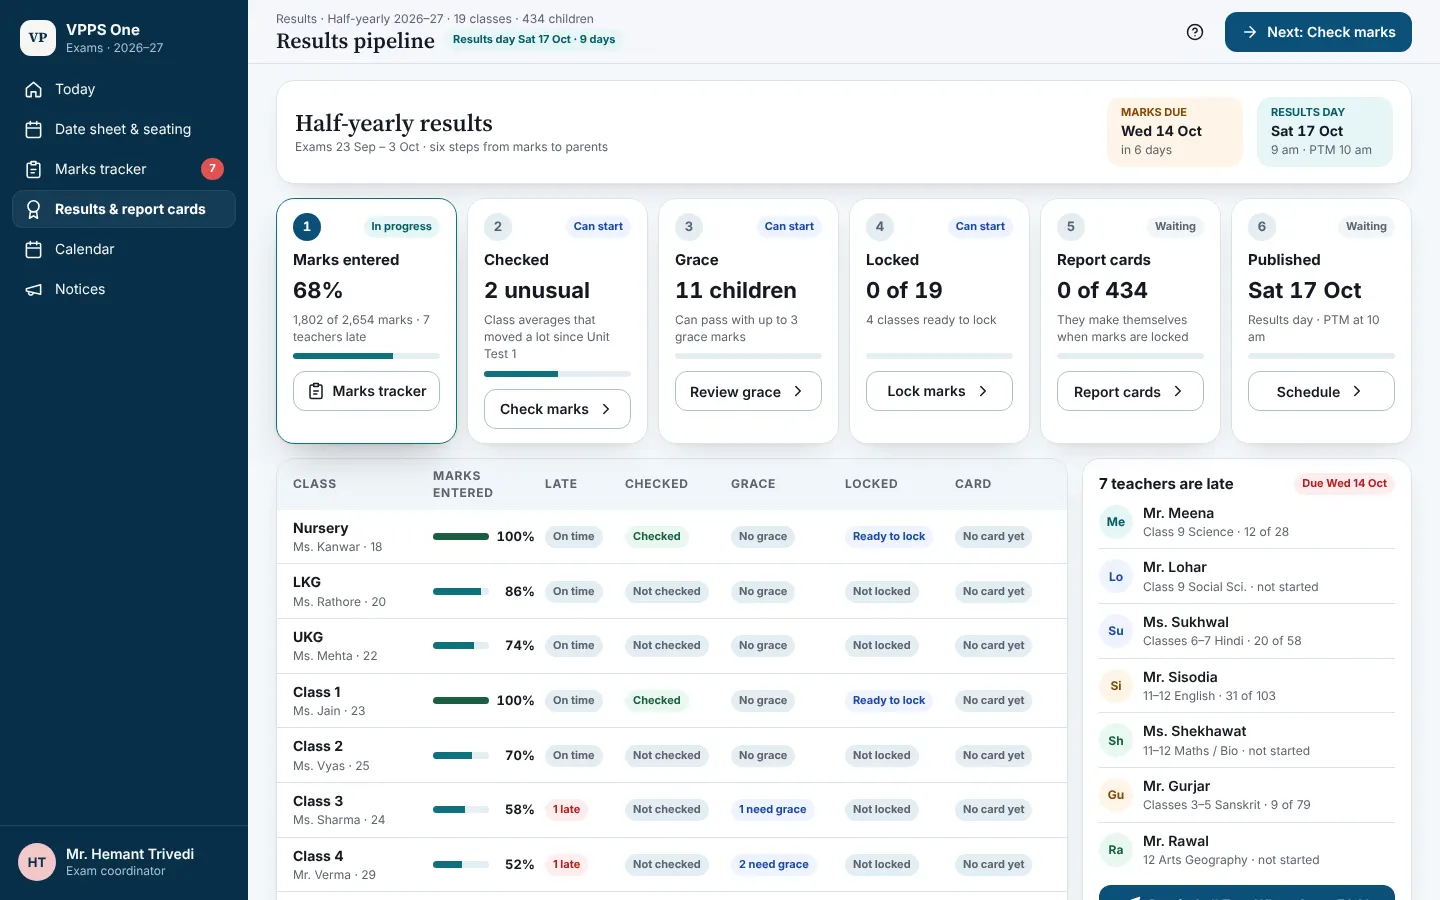 VP
VPPS One
Exams · 2026–27
Today
Date sheet & seating
Marks tracker
7
Results & report cards
Calendar
Notices
HT
Mr. Hemant Trivedi
Exam coordinator
Results · Half-yearly 2026–27 · 19 classes · 434 children
Results pipeline
Results day Sat 17 Oct · 9 days
Next: Check marks
Half-yearly results
Exams 23 Sep – 3 Oct · six steps from marks to parents
MARKS DUE
Wed 14 Oct
in 6 days
RESULTS DAY
Sat 17 Oct
9 am · PTM 10 am
1
In progress
Marks entered
68%
1,802 of 2,654 marks · 7
teachers late
Marks tracker
2
Can start
Checked
2 unusual
Class averages that
moved a lot since Unit
Test 1
Check marks
3
Can start
Grace
11 children
Can pass with up to 3
grace marks
Review grace
4
Can start
Locked
0 of 19
4 classes ready to lock
Lock marks
5
Waiting
Report cards
0 of 434
They make themselves
when marks are locked
Report cards
6
Waiting
Published
Sat 17 Oct
Results day · PTM at 10
am
Schedule
CLASS
MARKS
ENTERED
LATE
CHECKED
GRACE
LOCKED
CARD
Nursery
Ms. Kanwar · 18
100%
On time
Checked
No grace
Ready to lock
No card yet
LKG
Ms. Rathore · 20
86%
On time
Not checked
No grace
Not locked
No card yet
UKG
Ms. Mehta · 22
74%
On time
Not checked
No grace
Not locked
No card yet
Class 1
Ms. Jain · 23
100%
On time
Checked
No grace
Ready to lock
No card yet
Class 2
Ms. Vyas · 25
70%
On time
Not checked
No grace
Not locked
No card yet
Class 3
Ms. Sharma · 24
58%
1 late
Not checked
1 need grace
Not locked
No card yet
Class 4
Mr. Verma · 29
52%
1 late
Not checked
2 need grace
Not locked
No card yet
7 teachers are late
Due Wed 14 Oct
Me
Mr. Meena
Class 9 Science · 12 of 28
Lo
Mr. Lohar
Class 9 Social Sci. · not started
Su
Ms. Sukhwal
Classes 6–7 Hindi · 20 of 58
Si
Mr. Sisodia
11–12 English · 31 of 103
Sh
Ms. Shekhawat
11–12 Maths / Bio · not started
Gu
Mr. Gurjar
Classes 3–5 Sanskrit · 9 of 79
Ra
Mr. Rawal
12 Arts Geography · not started